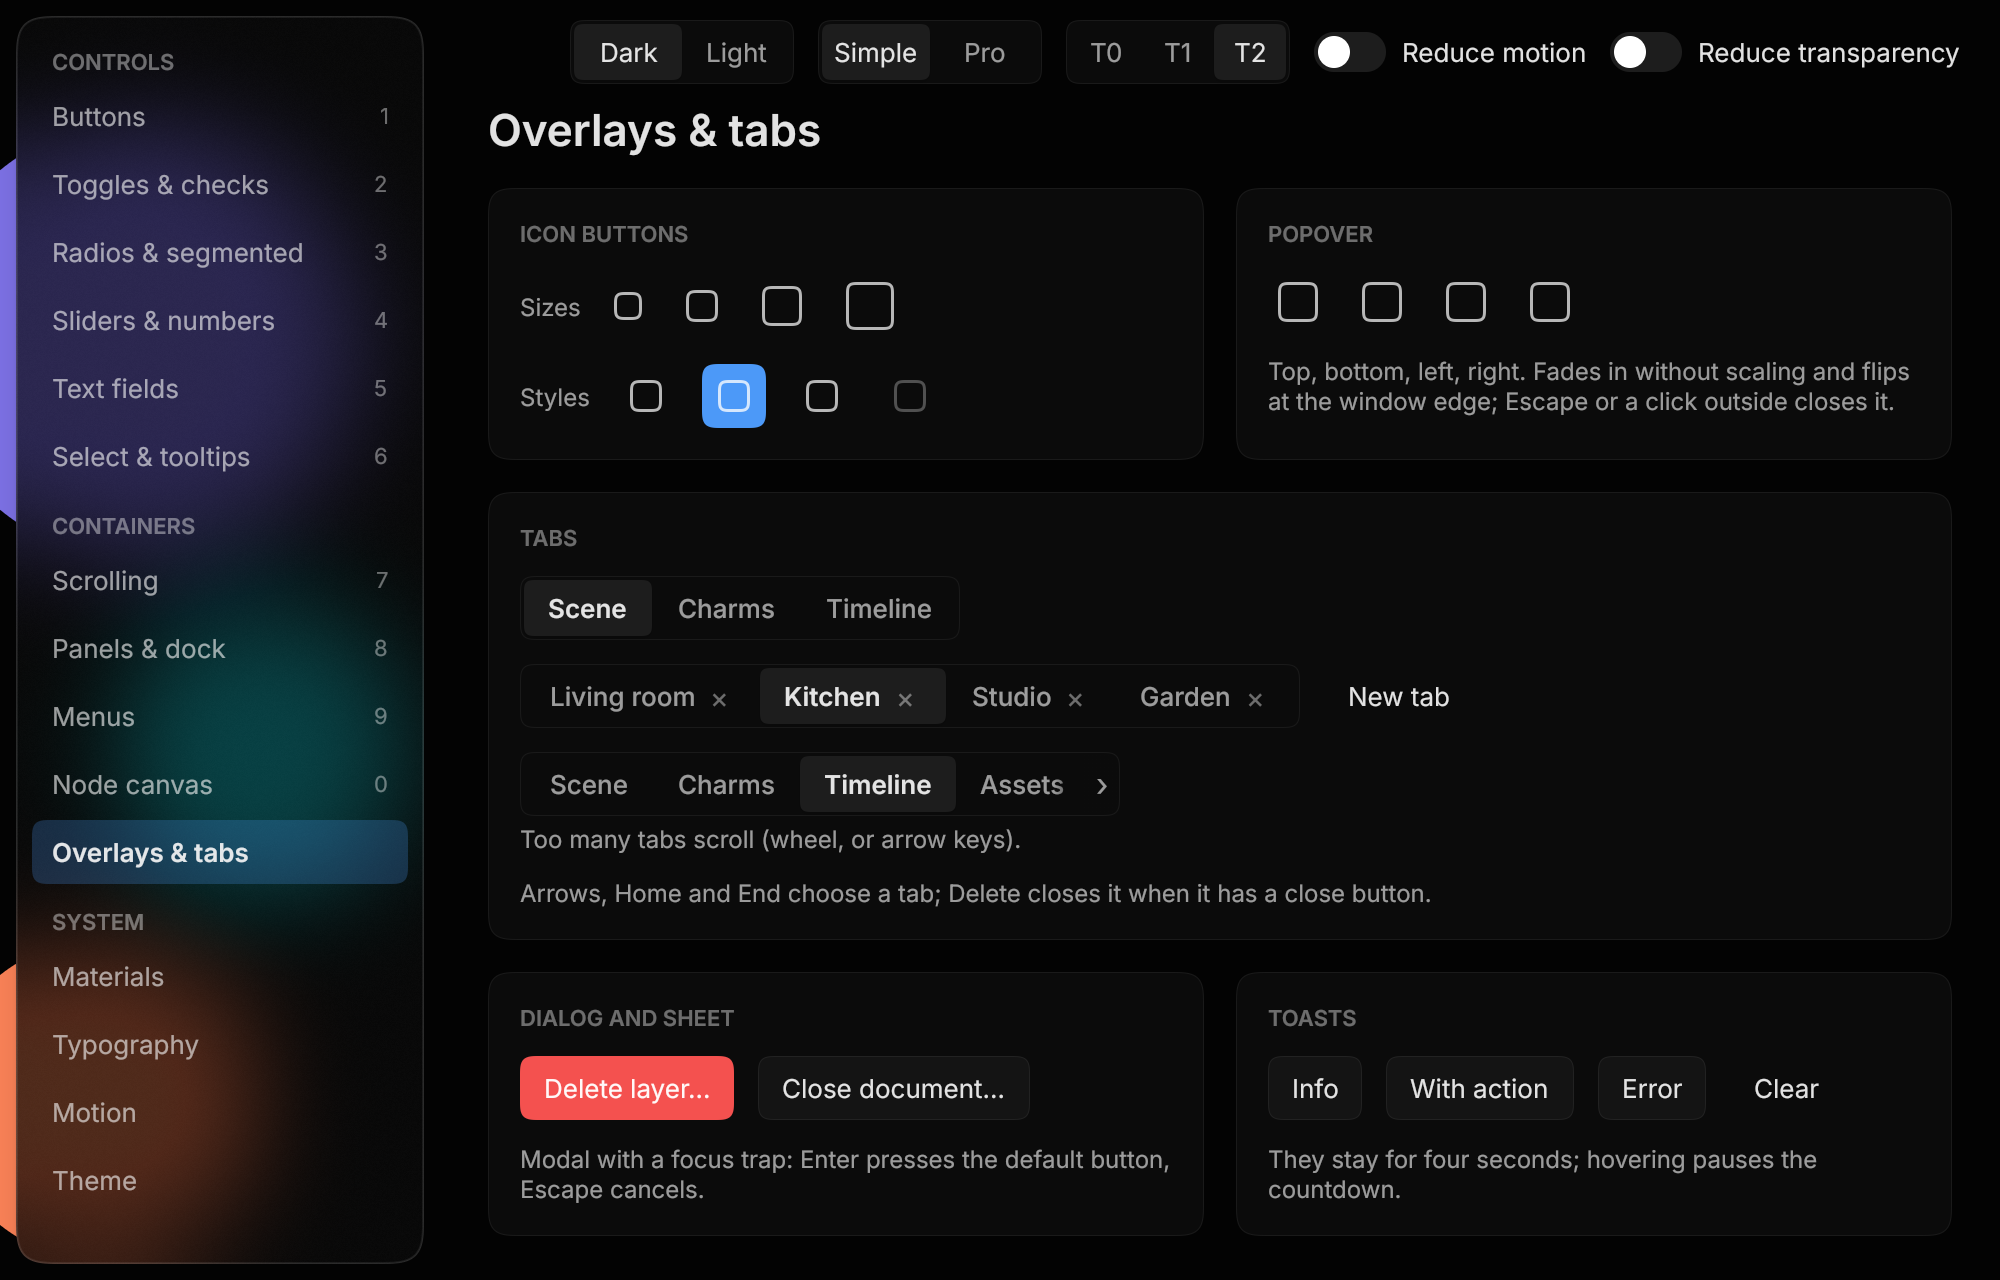 CONTROLS
Buttons 1
Toggles & checks 2
Radios & segmented 3
Sliders & numbers 4
Text fields 5
Select & tooltips 6
CONTAINERS
Scrolling 7
Panels & dock 8
Menus 9
Node canvas 0
Overlays & tabs
SYSTEM
Materials
Typography
Motion
Theme
Dark Light Simple Pro T0 T1 T2 Reduce motion Reduce transparency
Overlays & tabs
ICON BUTTONS
Sizes
Styles
POPOVER
Top, bottom, left, right. Fades in without scaling and flips
at the window edge; Escape or a click outside closes it.
TABS
Scene Charms Timeline
Living room × Kitchen × Studio × Garden × New tab
Scene Charms Timeline Assets ›
Too many tabs scroll (wheel, or arrow keys).
Arrows, Home and End choose a tab; Delete closes it when it has a close button.
DIALOG AND SHEET
Delete layer... Close document...
Modal with a focus trap: Enter presses the default button,
Escape cancels.
TOASTS
Info With action Error Clear
They stay for four seconds; hovering pauses the
countdown.